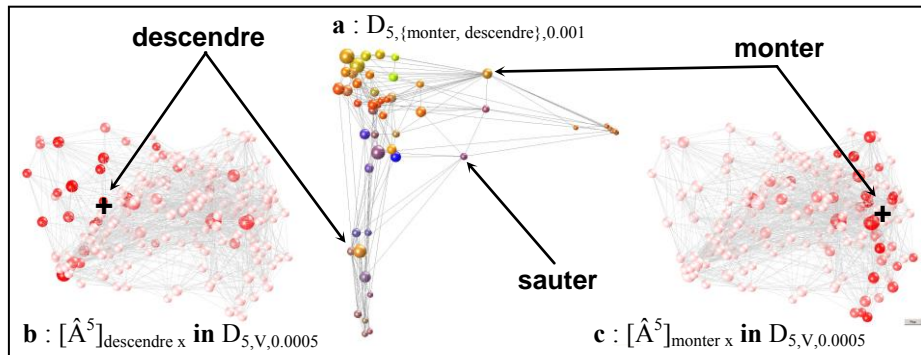 a : D5,{monter, descendre},0.001
descendre
monter
sauter
b : [Â⁵]descendre x in D5,V,0.0005
c : [Â⁵]monter x in D5,V,0.0005